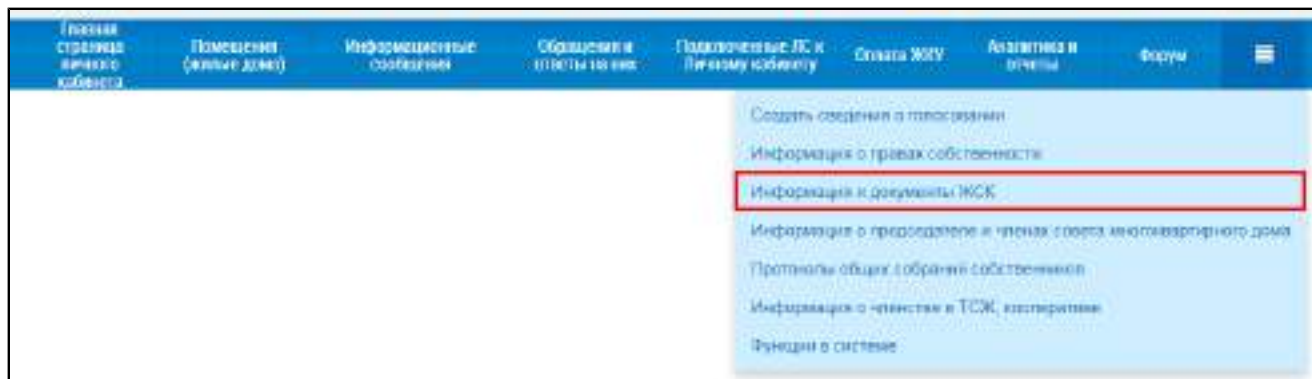 Главная
страница
личного
кабинета
Помещения
(жилые дома)
Информационные
сообщения
Обращения и
ответы на них
Подключенные ЛС к
Личному кабинету
Оплата ЖКУ
Аналитика и
отчеты
Форум
Создать сведения о голосовании
Информация о правах собственности
Информация и документы ЖСК
Информация о председателе и членах совета многоквартирного дома
Протоколы общих собраний собственников
Информация о членстве в ТСЖ, кооперативе
Функции в системе